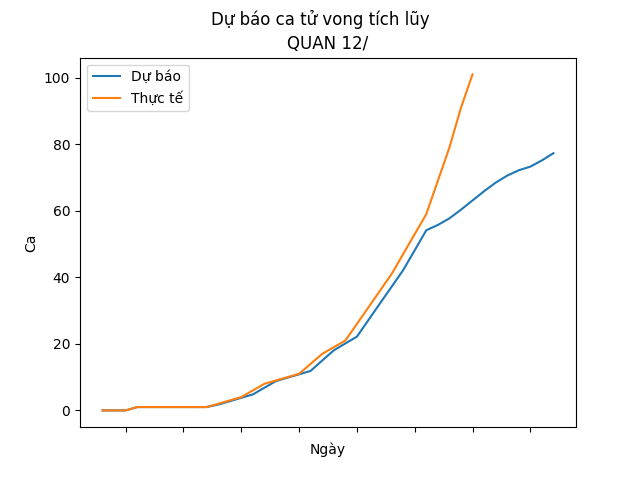 Dự báo ca tử vong tích lũy
QUAN 12/
Dự báo
Thực tế
100
80
60
40
20
0
Ca
Ngày